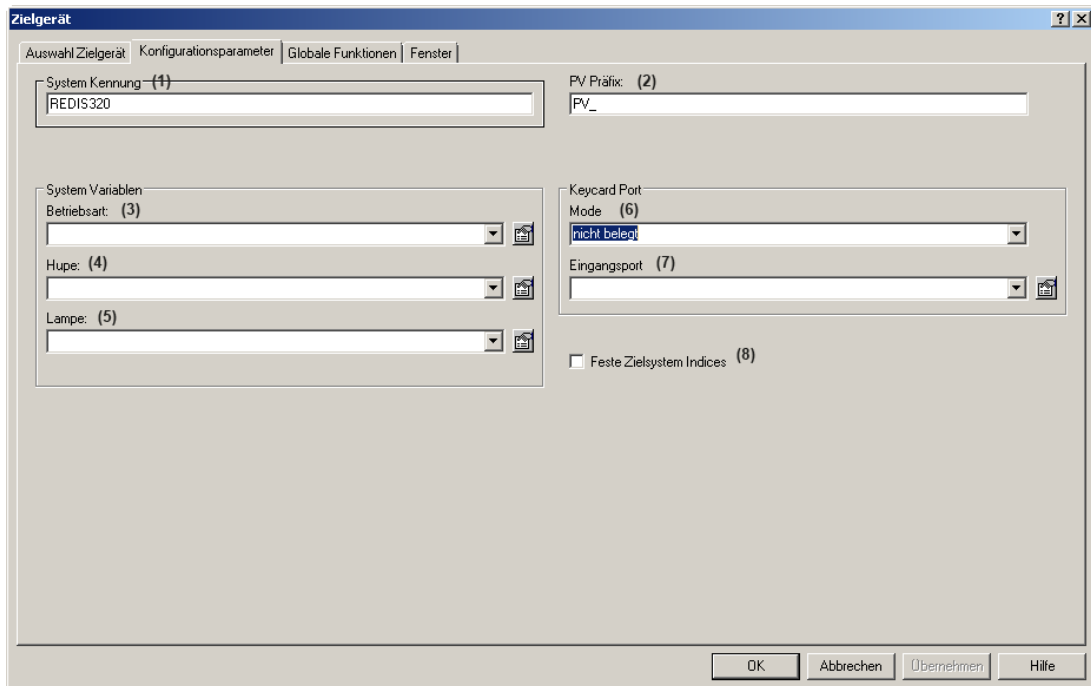 Zielgerät
Auswahl Zielgerät Konfigurationsparameter Globale Funktionen Fenster
System Kennung (1)
REDIS320
PV Präfix: (2)
PV_
System Variablen
Betriebsart: (3)
Hupe: (4)
Lampe: (5)
Keycard Port
Mode (6)
nicht belegt
Eingangsport (7)
Feste Zielsystem Indices (8)
OK Abbrechen Übernehmen Hilfe